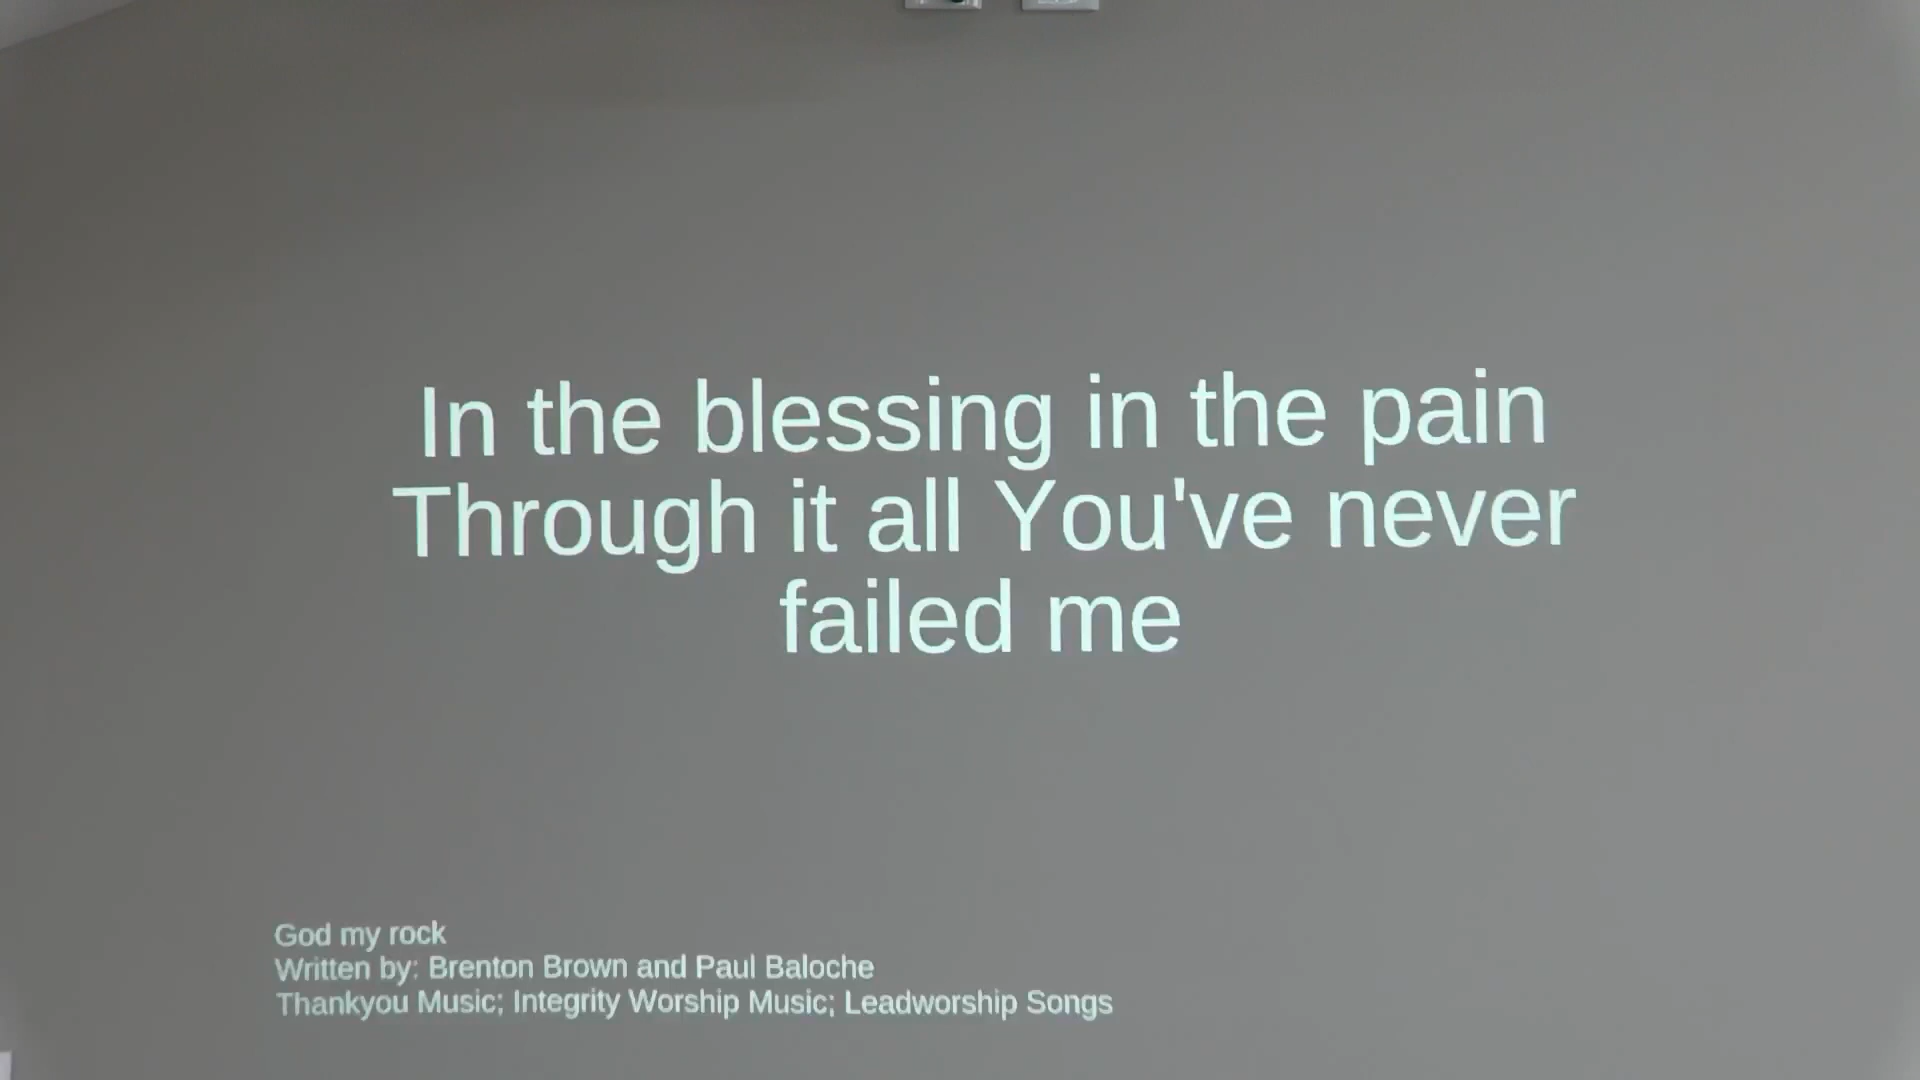 In the blessing in the pain
Through it all You've never
failed me
God my rock
Written by: Brenton Brown and Paul Baloche
Thankyou Music; Integrity Worship Music; Leadworship Songs